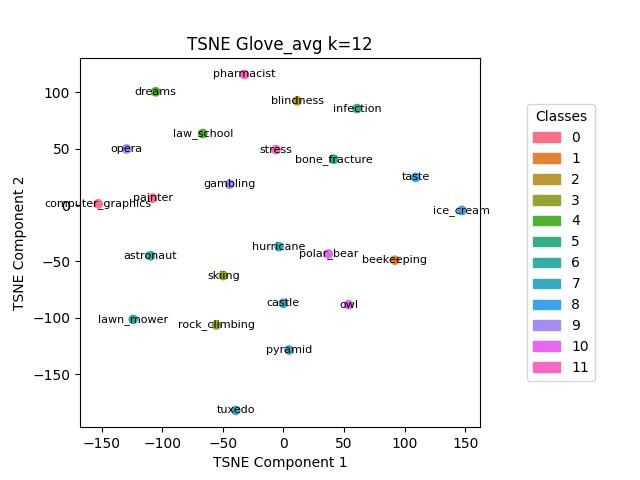 TSNE Glove_avg k=12
pharmacist
dreams
blindness
infection
law_school
opera
stress
bone_fracture
taste
gambling
painter
computer_graphics
ice_cream
hurricane
polar_bear
astronaut
beekeeping
skiing
castle
owl
lawn_mower
rock_climbing
pyramid
tuxedo
100
50
0
−50
−100
−150
TSNE Component 2
−150
−100
−50
0
50
100
150
TSNE Component 1
Classes
0
1
2
3
4
5
6
7
8
9
10
11